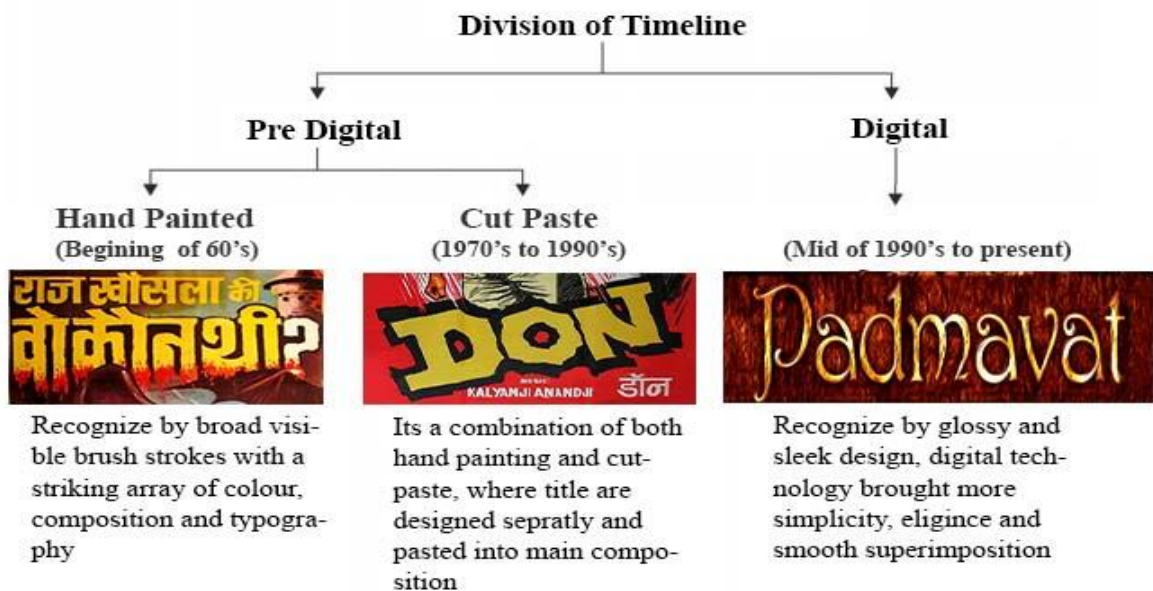 Division of Timeline
Pre Digital
Digital
Hand Painted
(Begining of 60's)
Cut Paste
(1970's to 1990's)
(Mid of 1990's to present)
राज खौसला की
वो कौन थी?
DON
MUSIC
KALYANJI ANANDJI
डॉन
Padmavat
Recognize by broad visi-
ble brush strokes with a
striking array of colour,
composition and typogra-
phy
Its a combination of both
hand painting and cut-
paste, where title are
designed sepratly and
pasted into main compo-
sition
Recognize by glossy and
sleek design, digital tech-
nology brought more
simplicity, eligince and
smooth superimposition